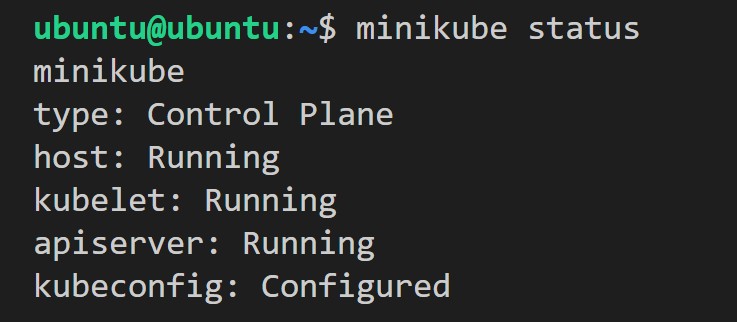 ubuntu@ubuntu:~$ minikube status
minikube
type: Control Plane
host: Running
kubelet: Running
apiserver: Running
kubeconfig: Configured